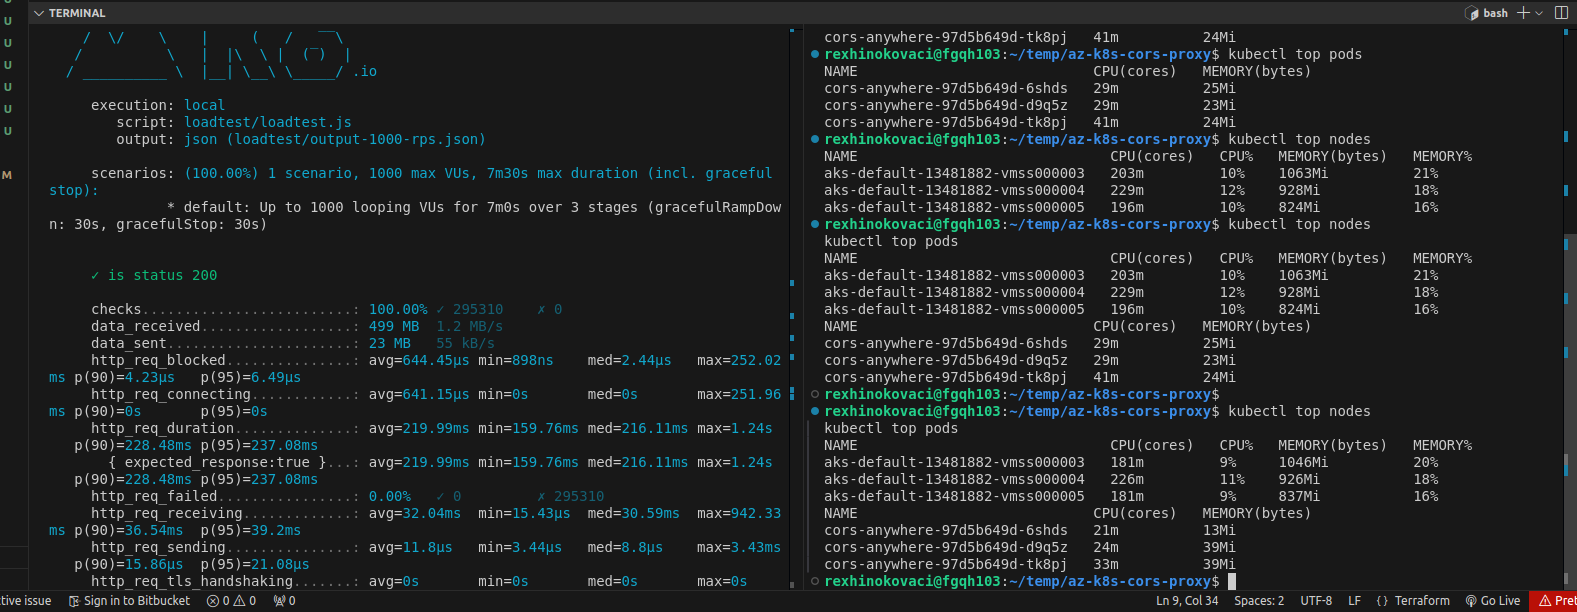 TERMINAL
bash
/ \/ \ | ( / ‾‾\
/ \ | |\ \ | (‾) |
/ __________ \ |__| \__\ \_____/ .io
execution: local
script: loadtest/loadtest.js
output: json (loadtest/output-1000-rps.json)
scenarios: (100.00%) 1 scenario, 1000 max VUs, 7m30s max duration (incl. graceful
stop):
* default: Up to 1000 looping VUs for 7m0s over 3 stages (gracefulRampDow
n: 30s, gracefulStop: 30s)
✓ is status 200
checks.........................: 100.00% ✓ 295310 ✗ 0
data_received..................: 499 MB 1.2 MB/s
data_sent......................: 23 MB 55 kB/s
http_req_blocked...............: avg=644.45µs min=898ns med=2.44µs max=252.02
ms p(90)=4.23µs p(95)=6.49µs
http_req_connecting............: avg=641.15µs min=0s med=0s max=251.96
ms p(90)=0s p(95)=0s
http_req_duration..............: avg=219.99ms min=159.76ms med=216.11ms max=1.24s
p(90)=228.48ms p(95)=237.08ms
{ expected_response:true }...: avg=219.99ms min=159.76ms med=216.11ms max=1.24s
p(90)=228.48ms p(95)=237.08ms
http_req_failed................: 0.00% ✓ 0 ✗ 295310
http_req_receiving.............: avg=32.04ms min=15.43µs med=30.59ms max=942.33
ms p(90)=36.54ms p(95)=39.2ms
http_req_sending...............: avg=11.8µs min=3.44µs med=8.8µs max=3.43ms
p(90)=15.86µs p(95)=21.08µs
http_req_tls_handshaking.......: avg=0s min=0s med=0s max=0s
cors-anywhere-97d5b649d-tk8pj 41m 24Mi
rexhinokovaci@fgqh103:~/temp/az-k8s-cors-proxy$ kubectl top pods
NAME CPU(cores) MEMORY(bytes)
cors-anywhere-97d5b649d-6shds 29m 25Mi
cors-anywhere-97d5b649d-d9q5z 29m 23Mi
cors-anywhere-97d5b649d-tk8pj 41m 24Mi
rexhinokovaci@fgqh103:~/temp/az-k8s-cors-proxy$ kubectl top nodes
NAME CPU(cores) CPU% MEMORY(bytes) MEMORY%
aks-default-13481882-vmss000003 203m 10% 1063Mi 21%
aks-default-13481882-vmss000004 229m 12% 928Mi 18%
aks-default-13481882-vmss000005 196m 10% 824Mi 16%
rexhinokovaci@fgqh103:~/temp/az-k8s-cors-proxy$ kubectl top nodes
kubectl top pods
NAME CPU(cores) CPU% MEMORY(bytes) MEMORY%
aks-default-13481882-vmss000003 203m 10% 1063Mi 21%
aks-default-13481882-vmss000004 229m 12% 928Mi 18%
aks-default-13481882-vmss000005 196m 10% 824Mi 16%
NAME CPU(cores) MEMORY(bytes)
cors-anywhere-97d5b649d-6shds 29m 25Mi
cors-anywhere-97d5b649d-d9q5z 29m 23Mi
cors-anywhere-97d5b649d-tk8pj 41m 24Mi
rexhinokovaci@fgqh103:~/temp/az-k8s-cors-proxy$
rexhinokovaci@fgqh103:~/temp/az-k8s-cors-proxy$ kubectl top nodes
kubectl top pods
NAME CPU(cores) CPU% MEMORY(bytes) MEMORY%
aks-default-13481882-vmss000003 181m 9% 1046Mi 20%
aks-default-13481882-vmss000004 226m 11% 926Mi 18%
aks-default-13481882-vmss000005 181m 9% 837Mi 16%
NAME CPU(cores) MEMORY(bytes)
cors-anywhere-97d5b649d-6shds 21m 13Mi
cors-anywhere-97d5b649d-d9q5z 24m 39Mi
cors-anywhere-97d5b649d-tk8pj 33m 39Mi
rexhinokovaci@fgqh103:~/temp/az-k8s-cors-proxy$
U
U
U
U
U
U
M
tive issue Sign in to Bitbucket 0 0 0 Ln 9, Col 34 Spaces: 2 UTF-8 LF {} Terraform Go Live Pret